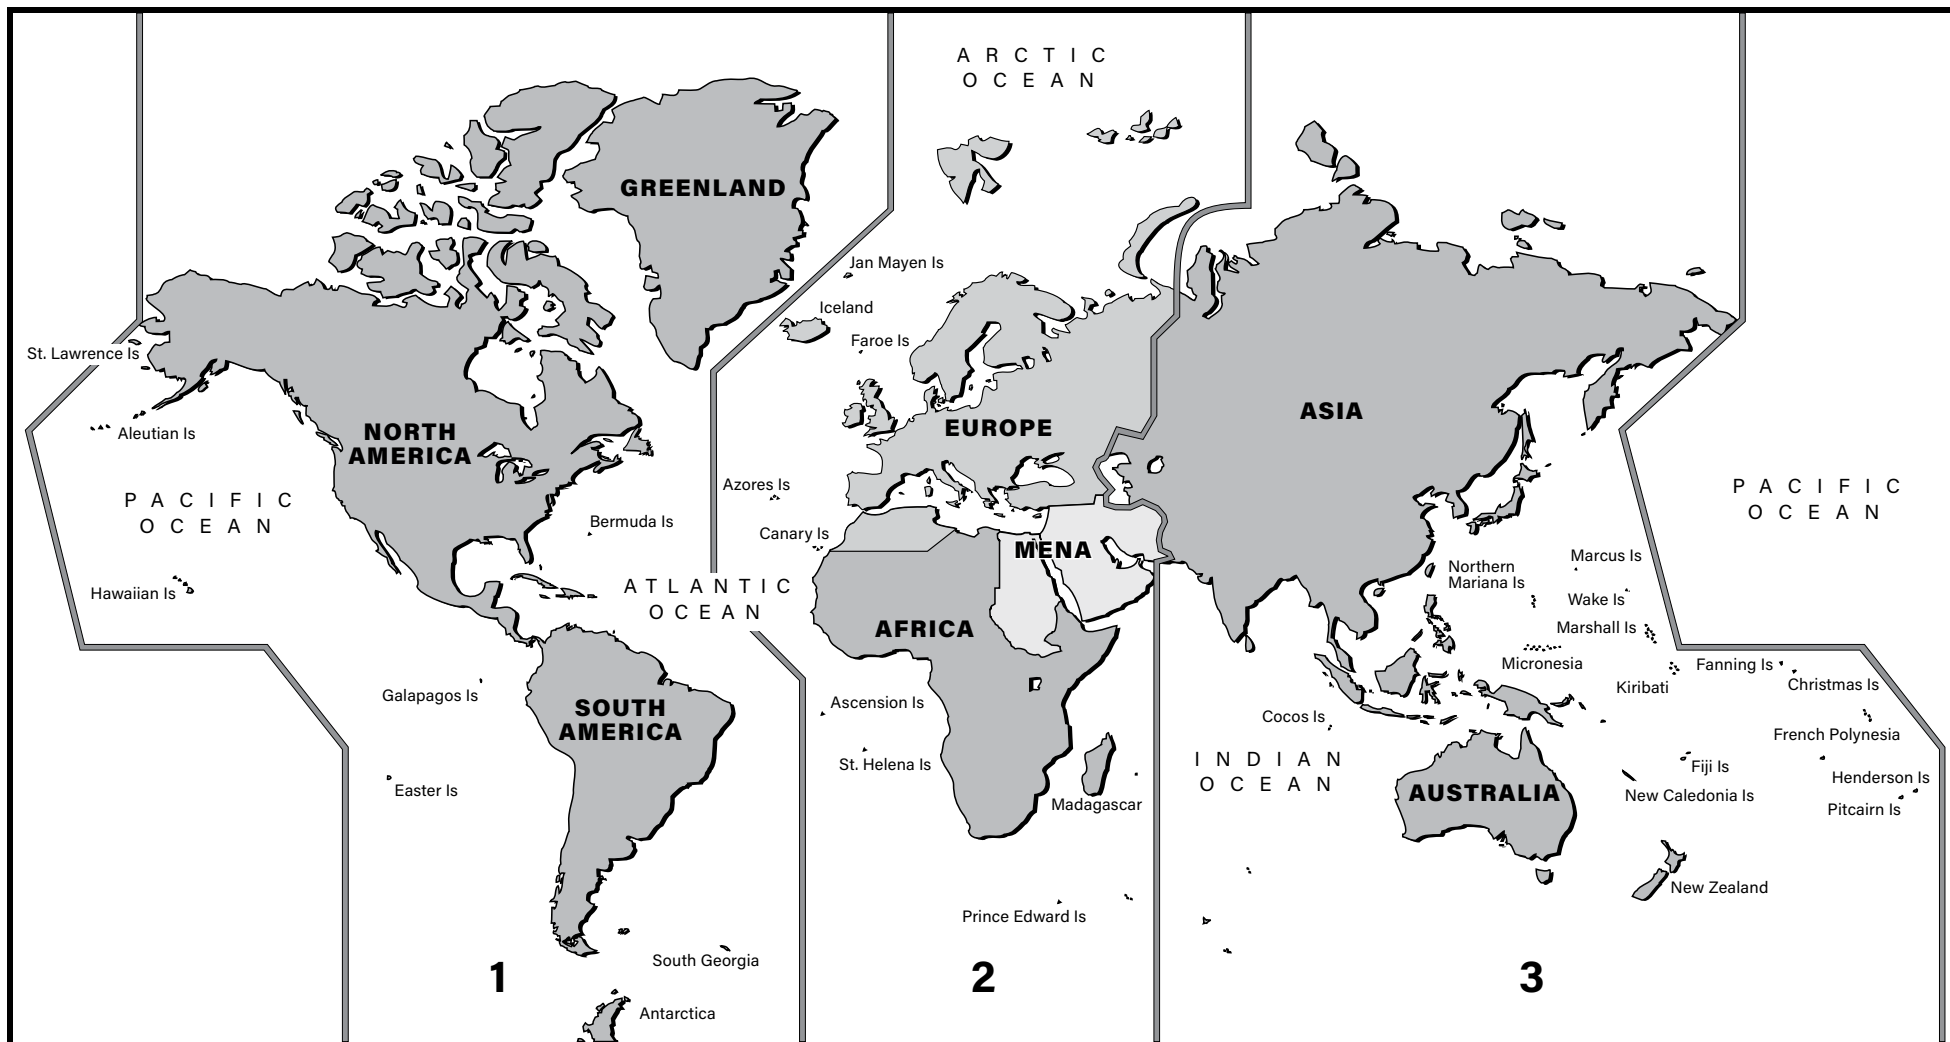 ARCTIC
OCEAN
GREENLAND
Jan Mayen Is
Iceland
Faroe Is
St. Lawrence Is
Aleutian Is
NORTH
AMERICA
EUROPE
ASIA
PACIFIC
OCEAN
Azores Is
Bermuda Is
Canary Is
MENA
PACIFIC
OCEAN
Hawaiian Is
ATLANTIC
OCEAN
AFRICA
Northern
Mariana Is
Marcus Is
Wake Is
Marshall Is
Micronesia
Kiribati
Fanning Is
Christmas Is
Galapagos Is
SOUTH
AMERICA
Ascension Is
St. Helena Is
Cocos Is
French Polynesia
Easter Is
Madagascar
INDIAN
OCEAN
AUSTRALIA
Fiji Is
Henderson Is
New Caledonia Is
Pitcairn Is
New Zealand
Prince Edward Is
South Georgia
1
2
3
Antarctica